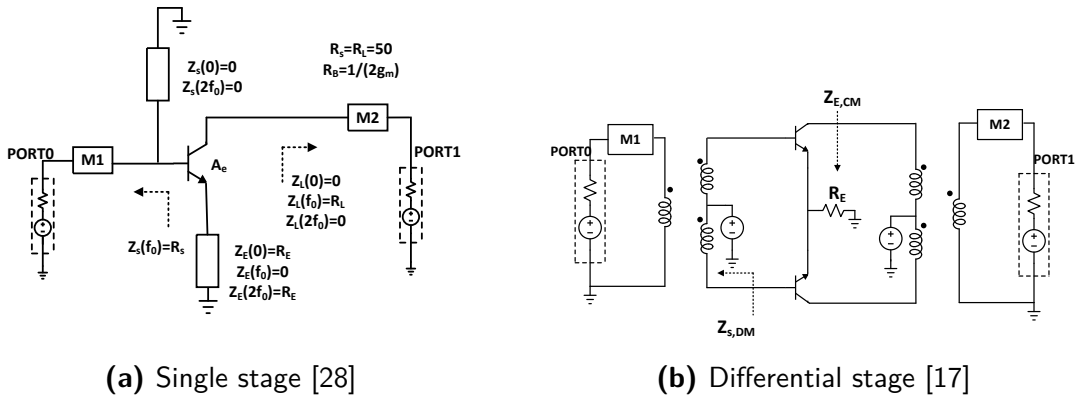 Zs(0)=0
Zs(2f0)=0
Rs=RL=50
RB=1/(2gm)
PORT0
M1
Ae
M2
PORT1
Zs(f0)=Rs
ZL(0)=0
ZL(f0)=RL
ZL(2f0)=0
ZE(0)=RE
ZE(f0)=0
ZE(2f0)=RE
(a) Single stage [28]
ZE,CM
PORT0
M1
M2
PORT1
RE
Zs,DM
(b) Differential stage [17]